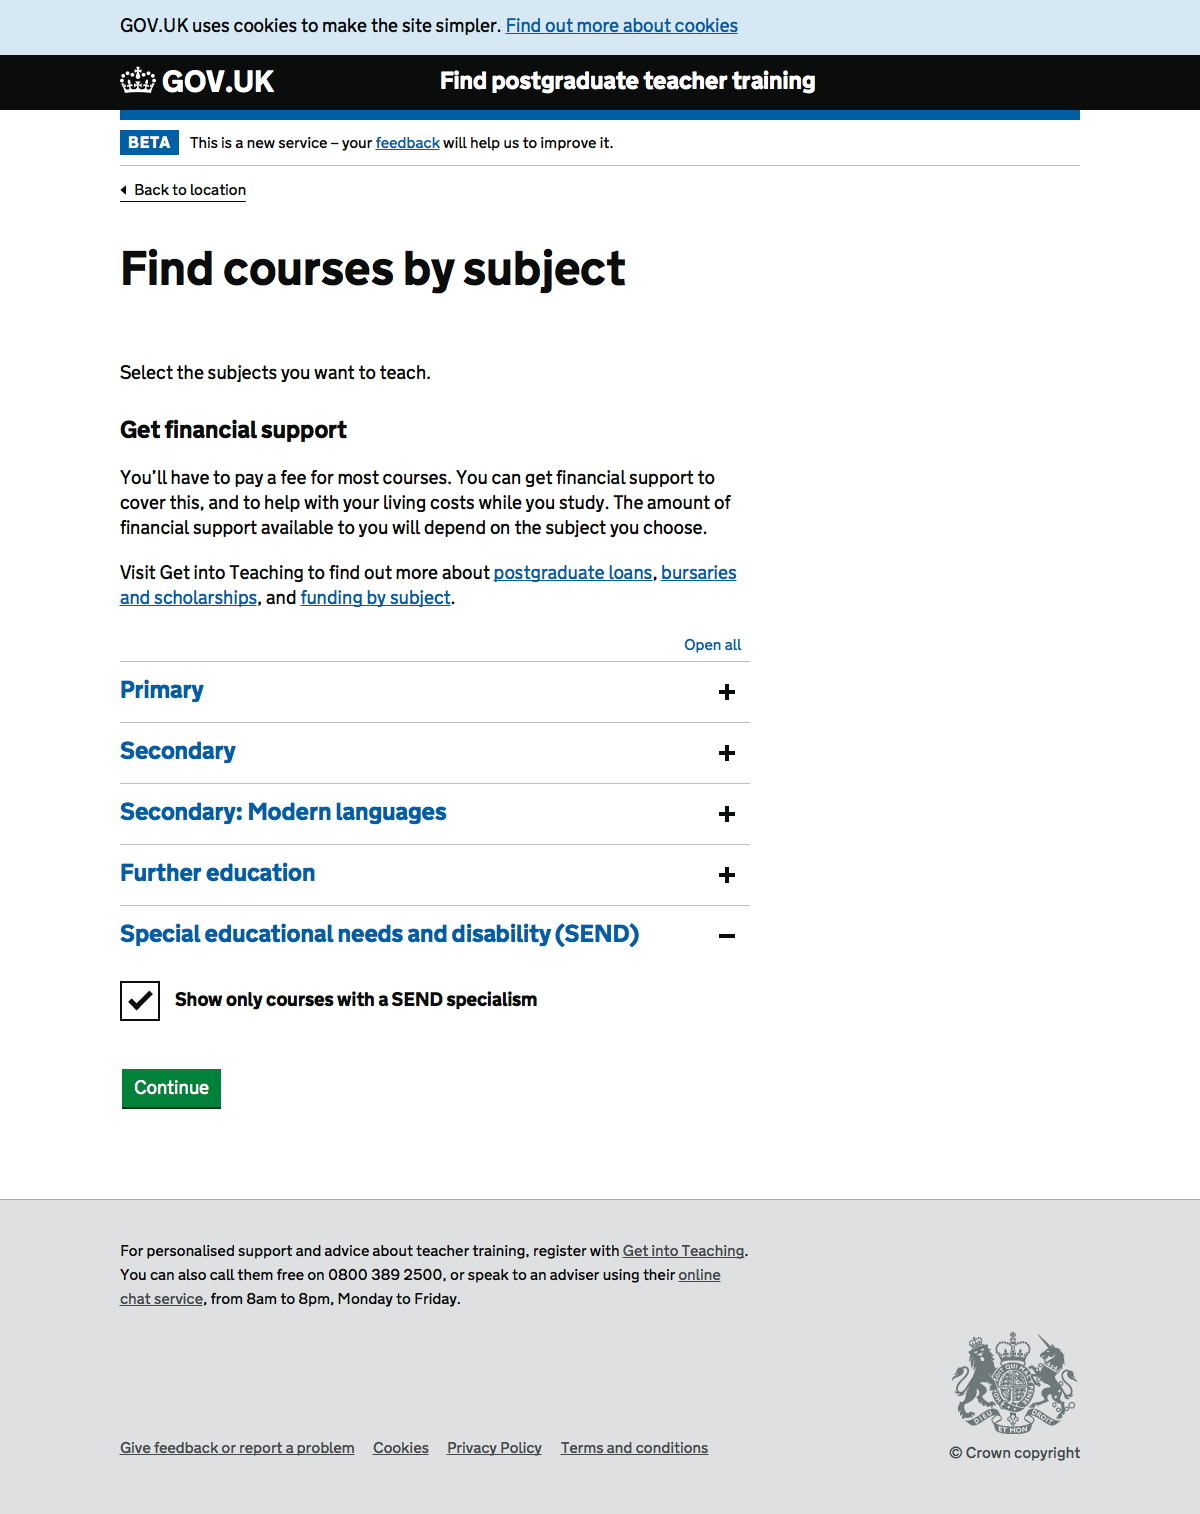 GOV.UK uses cookies to make the site simpler. Find out more about cookies
GOV.UK
Find postgraduate teacher training
BETA
This is a new service – your feedback will help us to improve it.
Back to location
Find courses by subject
Select the subjects you want to teach.
Get financial support
You’ll have to pay a fee for most courses. You can get financial support to
cover this, and to help with your living costs while you study. The amount of
financial support available to you will depend on the subject you choose.
Visit Get into Teaching to find out more about postgraduate loans, bursaries
and scholarships, and funding by subject.
Open all
Primary
Secondary
Secondary: Modern languages
Further education
Special educational needs and disability (SEND)
Show only courses with a SEND specialism
Continue
For personalised support and advice about teacher training, register with Get into Teaching.
You can also call them free on 0800 389 2500, or speak to an adviser using their online
chat service, from 8am to 8pm, Monday to Friday.
DIEU ET MON DROIT
Give feedback or report a problem Cookies Privacy Policy Terms and conditions
© Crown copyright